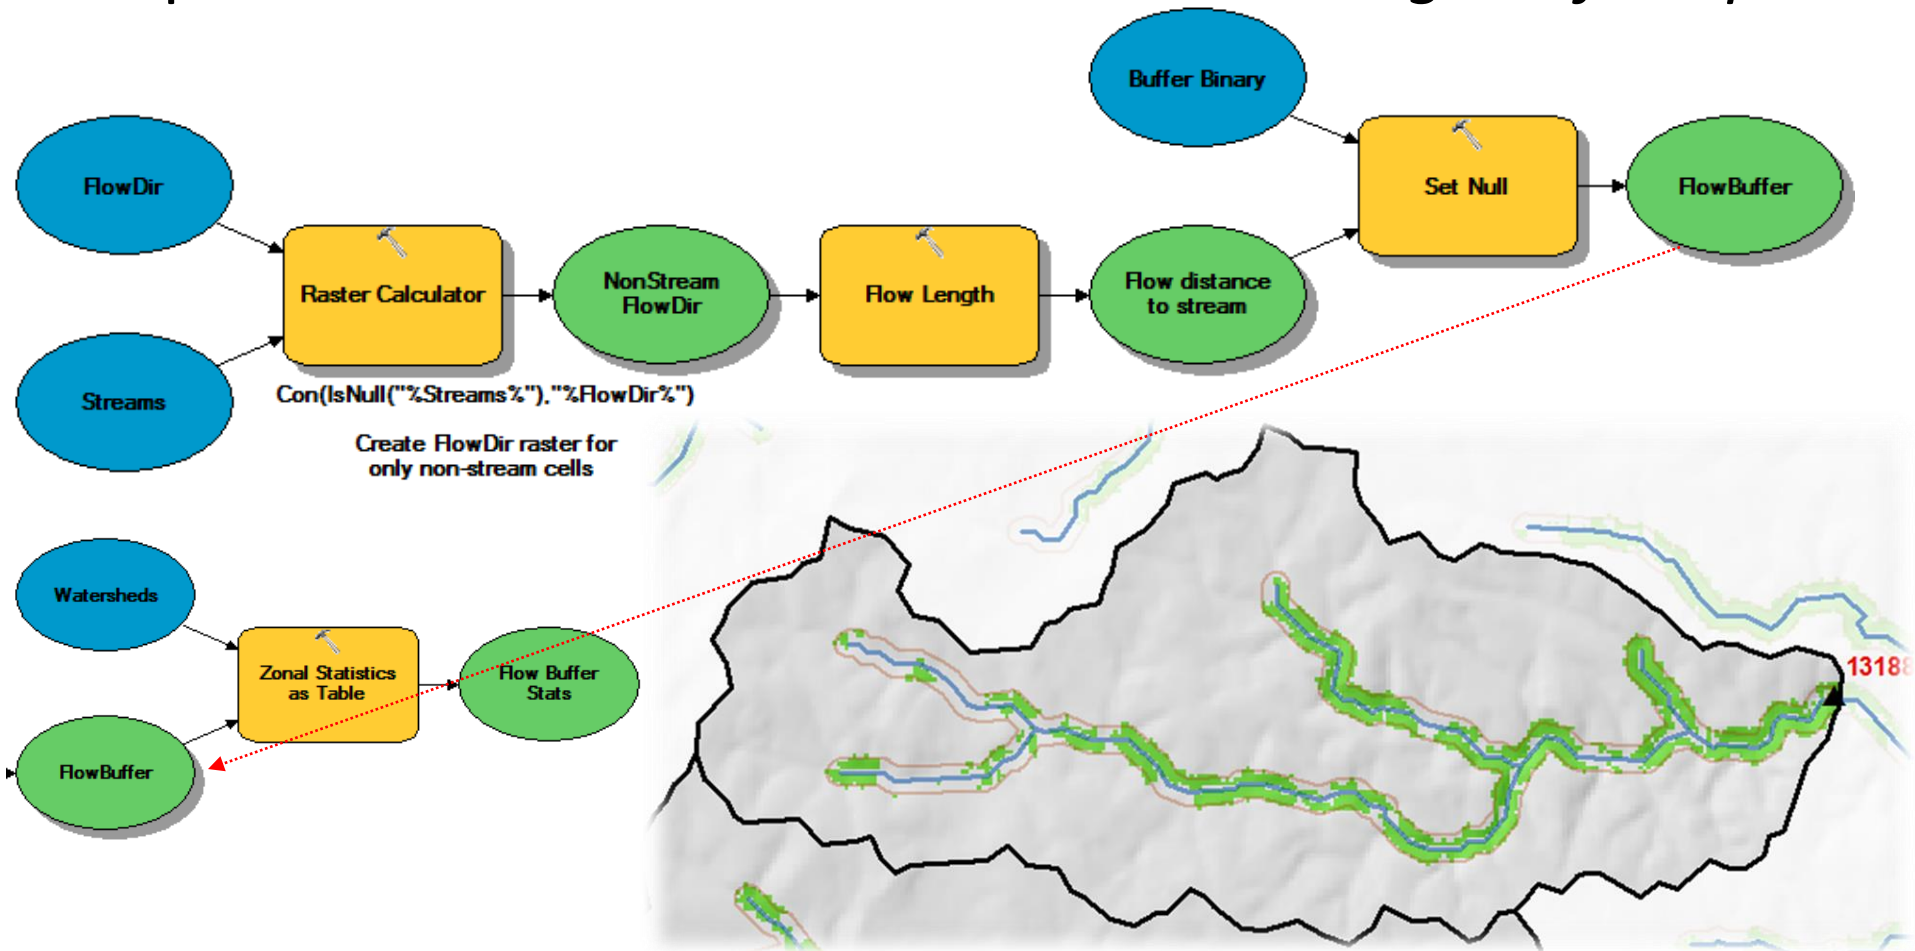 Buffer Binary
FlowDir
Set Null
FlowBuffer
Raster Calculator
NonStream
FlowDir
Flow Length
Flow distance
to stream
Streams
Con(IsNull("%Streams%"),"%FlowDir%")
Create FlowDir raster for
only non-stream cells
Watersheds
Zonal Statistics
as Table
Flow Buffer
Stats
FlowBuffer
13188